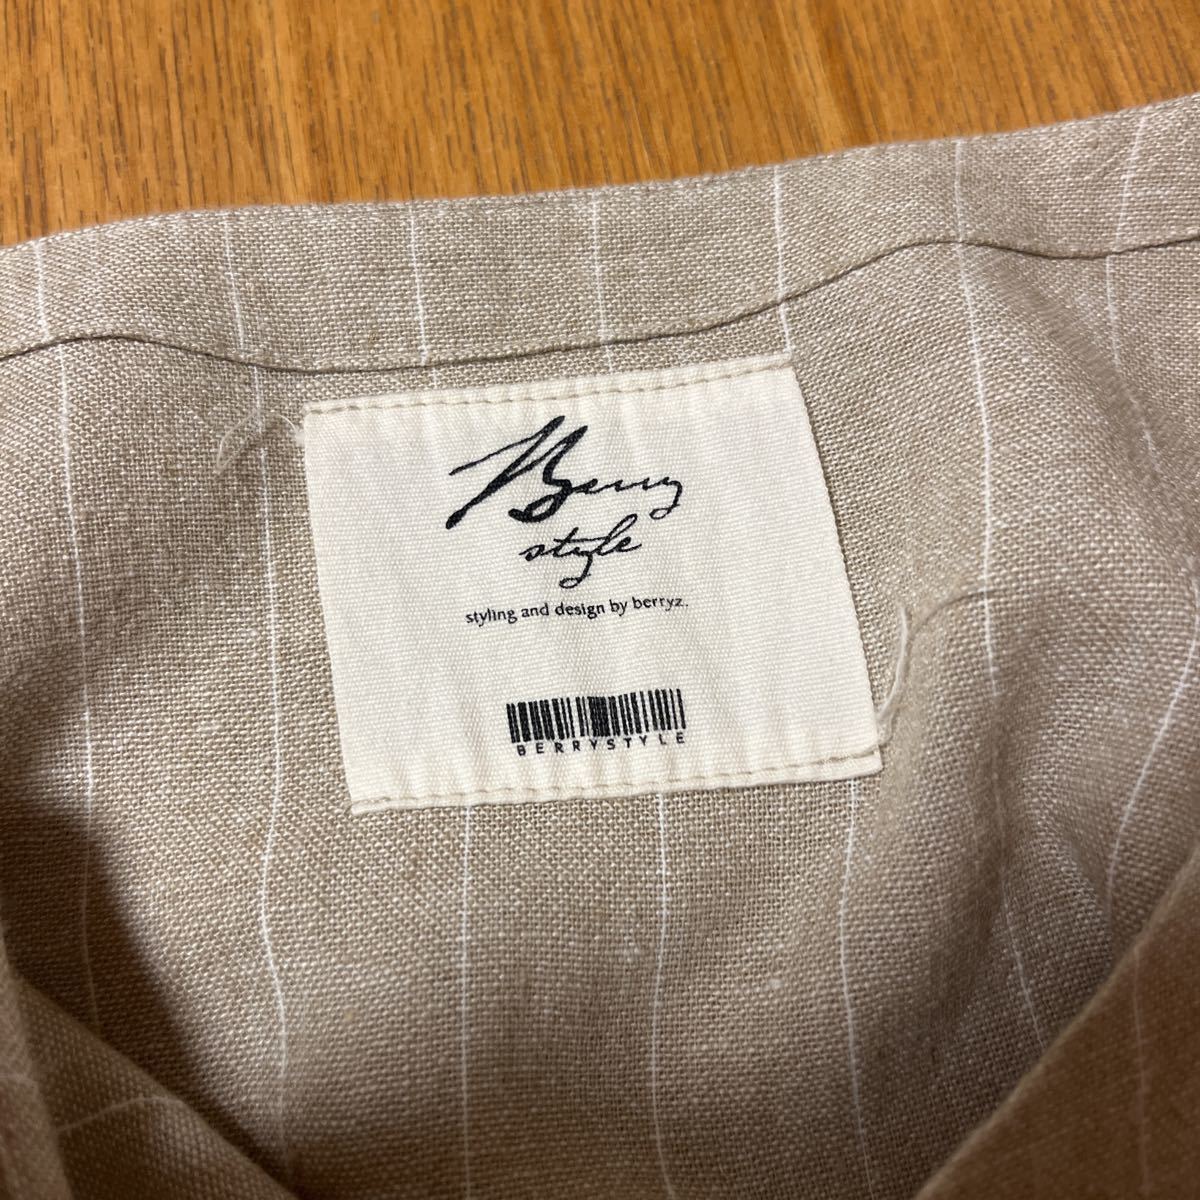 Berry
style
styling and design by berryz.
BERRYSTYLE